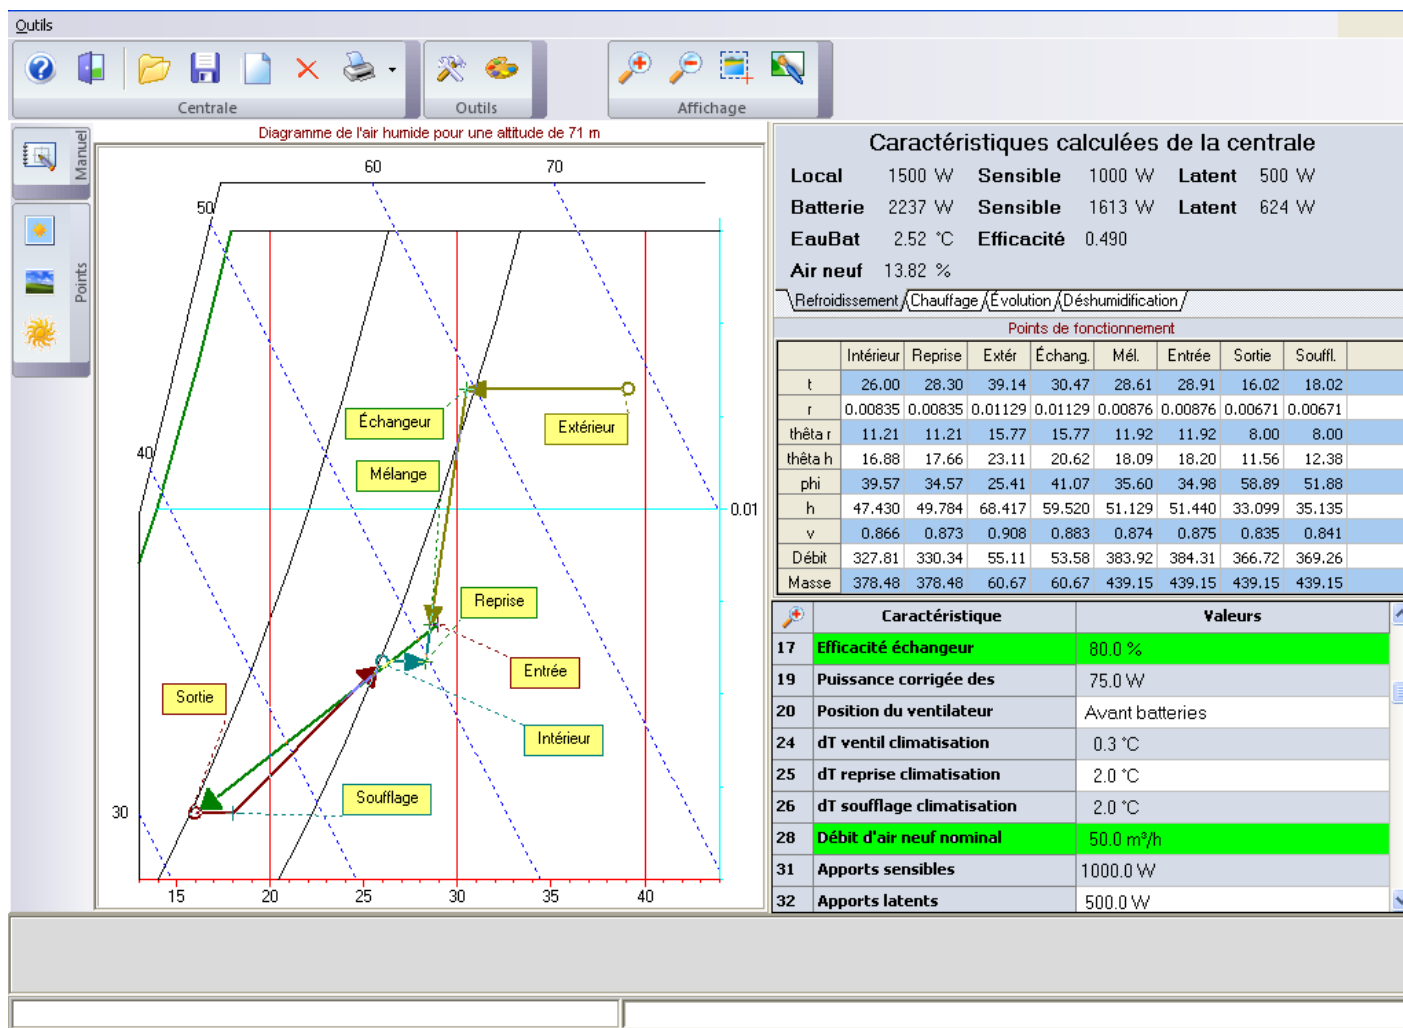 Outils
Centrale
Outils
Affichage
Manuel
Points
Diagramme de l'air humide pour une altitude de 71 m
60
70
50
40
30
0.01
Échangeur
Extérieur
Mélange
Reprise
Entrée
Sortie
Intérieur
Soufflage
15 20 25 30 35 40
Caractéristiques calculées de la centrale
Local 1500 W Sensible 1000 W Latent 500 W
Batterie 2237 W Sensible 1613 W Latent 624 W
EauBat 2.52 °C Efficacité 0.490
Air neuf 13.82 %
Refroidissement Chauffage Évolution Déshumidification
Points de fonctionnement
Intérieur Reprise Extér Échang. Mél. Entrée Sortie Souffl.
t 26.00 28.30 39.14 30.47 28.61 28.91 16.02 18.02
r 0.00835 0.00835 0.01129 0.01129 0.00876 0.00876 0.00671 0.00671
thêta r 11.21 11.21 15.77 15.77 11.92 11.92 8.00 8.00
thêta h 16.88 17.66 23.11 20.62 18.09 18.20 11.56 12.38
phi 39.57 34.57 25.41 41.07 35.60 34.98 58.89 51.88
h 47.430 49.784 68.417 59.520 51.129 51.440 33.099 35.135
v 0.866 0.873 0.908 0.883 0.874 0.875 0.835 0.841
Débit 327.81 330.34 55.11 53.58 383.92 384.31 366.72 369.26
Masse 378.48 378.48 60.67 60.67 439.15 439.15 439.15 439.15
Caractéristique Valeurs
17 Efficacité échangeur 80.0 %
19 Puissance corrigée des 75.0 W
20 Position du ventilateur Avant batteries
24 dT ventil climatisation 0.3 °C
25 dT reprise climatisation 2.0 °C
26 dT soufflage climatisation 2.0 °C
28 Débit d'air neuf nominal 50.0 m³/h
31 Apports sensibles 1000.0 W
32 Apports latents 500.0 W